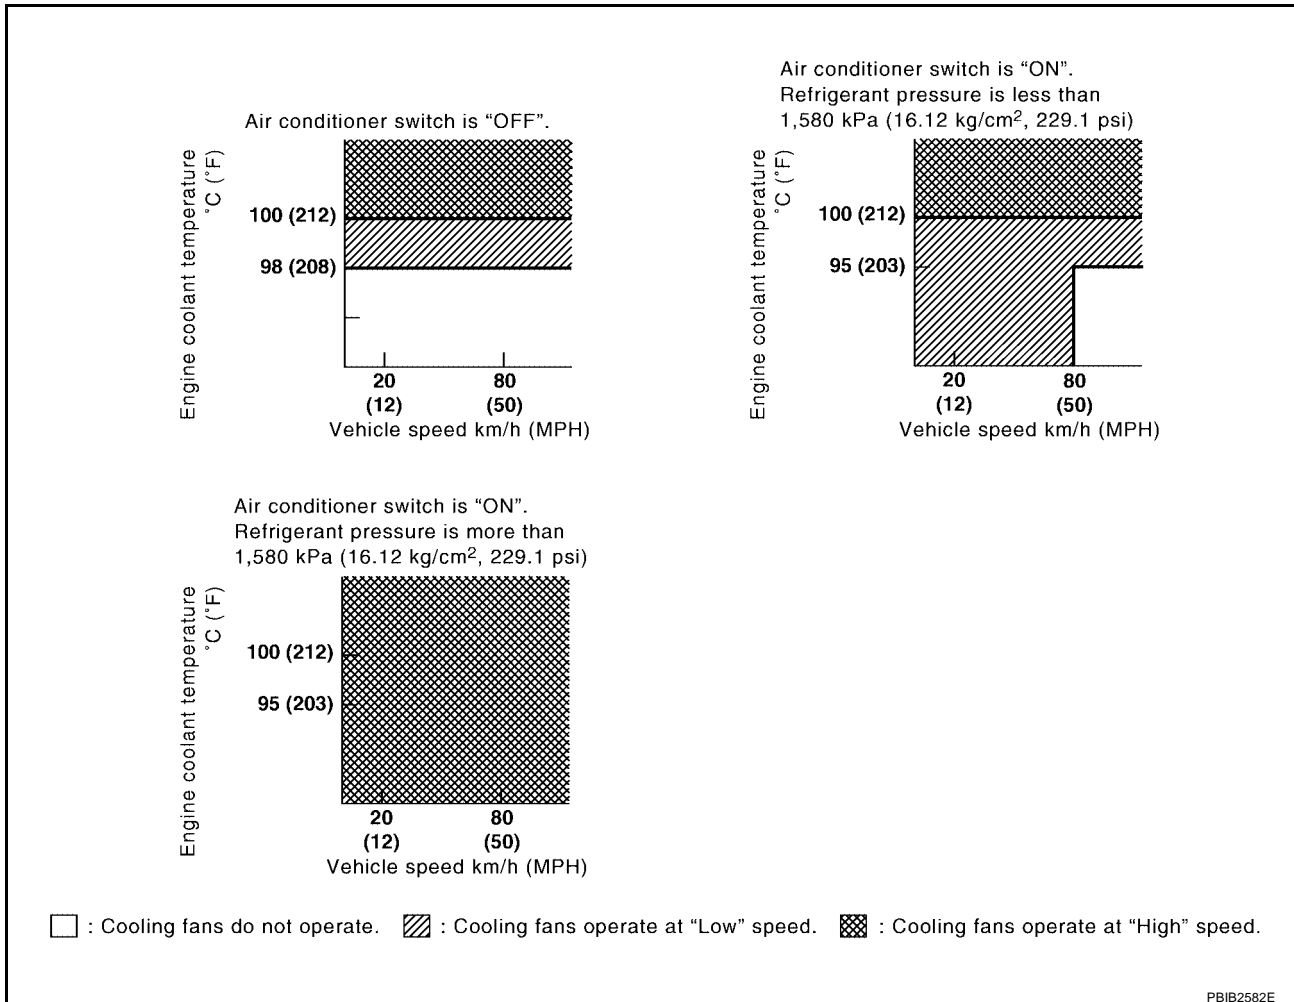 Air conditioner switch is “OFF”.
Engine coolant temperature
°C (°F)
100 (212)
98 (208)
20
(12)
80
(50)
Vehicle speed km/h (MPH)
Air conditioner switch is “ON”.
Refrigerant pressure is less than
1,580 kPa (16.12 kg/cm², 229.1 psi)
Engine coolant temperature
°C (°F)
100 (212)
95 (203)
20
(12)
80
(50)
Vehicle speed km/h (MPH)
Air conditioner switch is “ON”.
Refrigerant pressure is more than
1,580 kPa (16.12 kg/cm², 229.1 psi)
Engine coolant temperature
°C (°F)
100 (212)
95 (203)
20
(12)
80
(50)
Vehicle speed km/h (MPH)
: Cooling fans do not operate.
: Cooling fans operate at “Low” speed.
: Cooling fans operate at “High” speed.
PBIB2582E